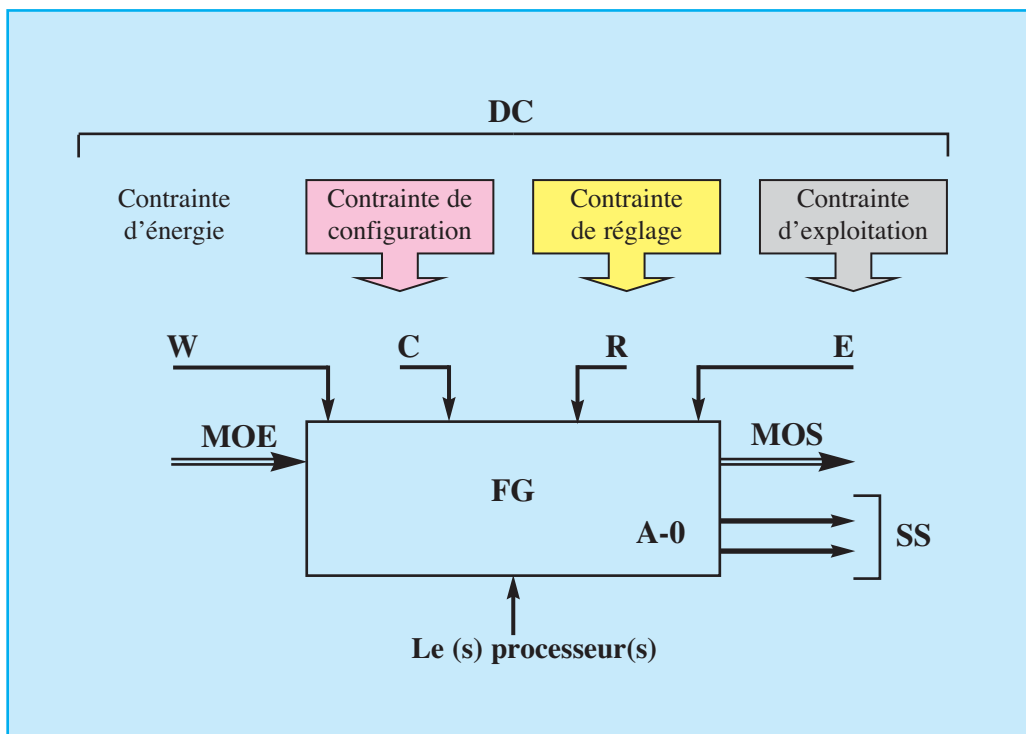 DC
Contrainte
d’énergie
Contrainte de
configuration
Contrainte
de réglage
Contrainte
d’exploitation
W
C
R
E
MOE
MOS
FG
A-0
SS
Le (s) processeur(s)